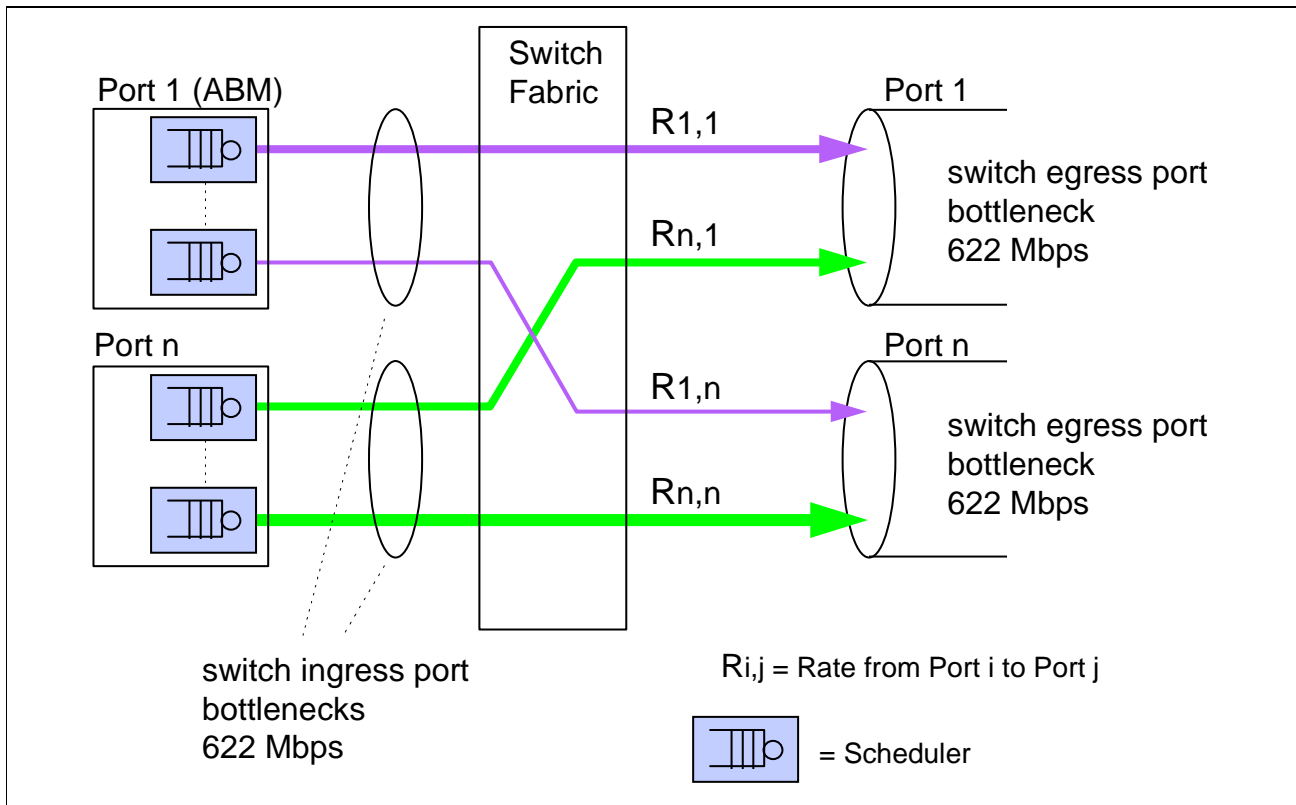 Switch
Fabric
Port 1 (ABM)
Port 1
R1,1
switch egress port
bottleneck
622 Mbps
Rn,1
Port n
Port n
R1,n
switch egress port
bottleneck
622 Mbps
Rn,n
switch ingress port
bottlenecks
622 Mbps
Ri,j = Rate from Port i to Port j
= Scheduler